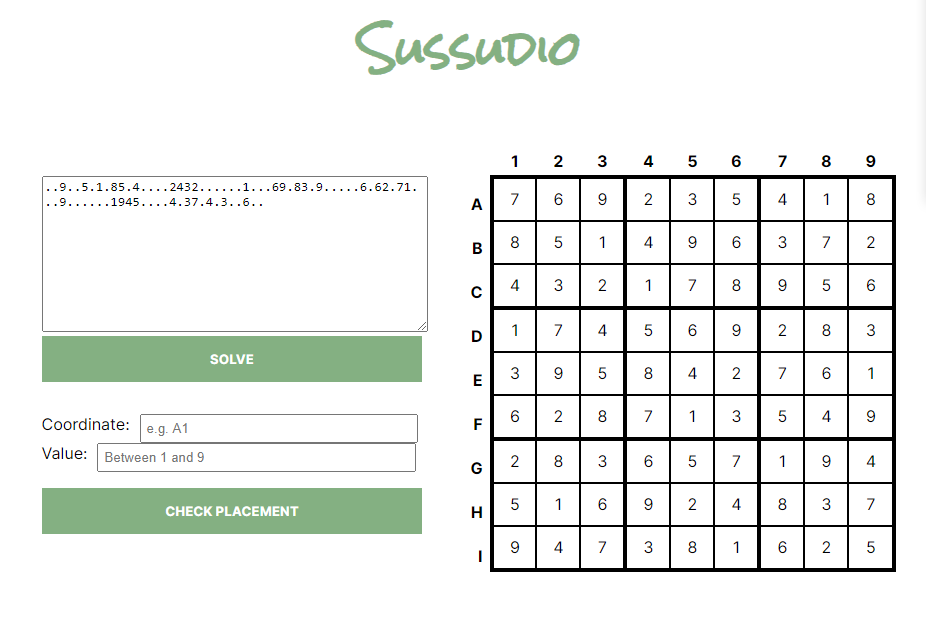 Sussudio
1 2 3 4 5 6 7 8 9
..9..5.1.85.4....2432......1...69.83.9.....6.62.71.
..9......1945....4.37.4.3..6..
A 7 6 9 2 3 5 4 1 8
B 8 5 1 4 9 6 3 7 2
C 4 3 2 1 7 8 9 5 6
D 1 7 4 5 6 9 2 8 3
SOLVE
E 3 9 5 8 4 2 7 6 1
Coordinate: e.g. A1
F 6 2 8 7 1 3 5 4 9
Value: Between 1 and 9
G 2 8 3 6 5 7 1 9 4
CHECK PLACEMENT
H 5 1 6 9 2 4 8 3 7
I 9 4 7 3 8 1 6 2 5